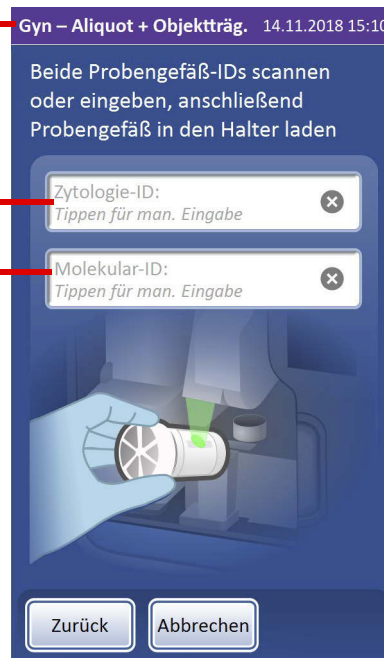 Gyn – Aliquot + Objektträg. 14.11.2018 15:10
Beide Probengefäß-IDs scannen
oder eingeben, anschließend
Probengefäß in den Halter laden
Zytologie-ID:
Tippen für man. Eingabe
Molekular-ID:
Tippen für man. Eingabe
Zurück Abbrechen